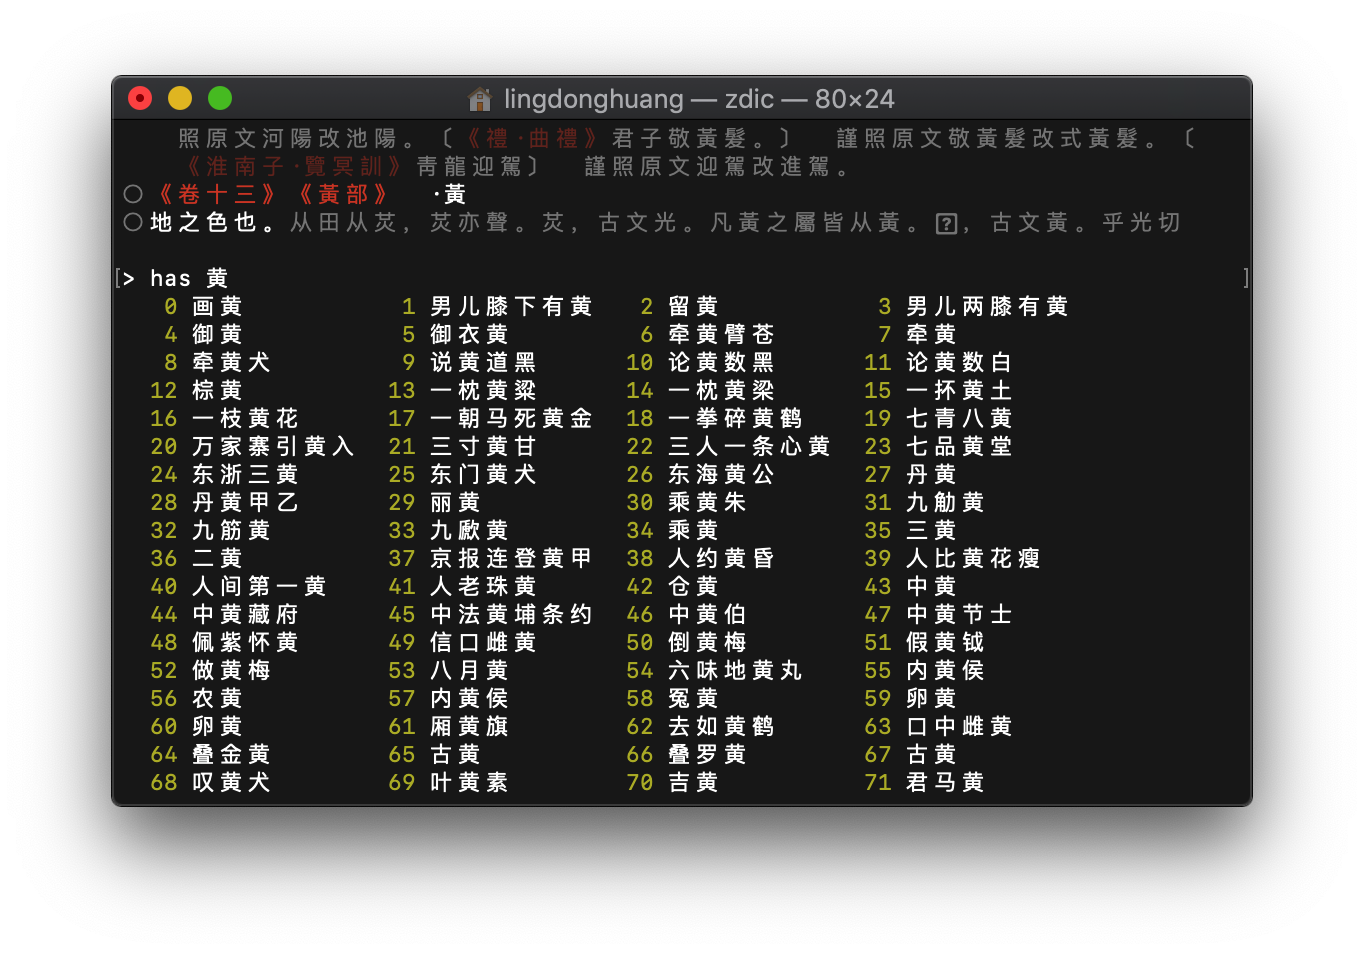 lingdonghuang — zdic — 80×24
照原文河陽改池陽。〔《禮·曲禮》君子敬黃髮。〕 謹照原文敬黃髮改式黃髮。〔
《淮南子·覽冥訓》靑龍迎駕〕 謹照原文迎駕改進駕。
○《卷十三》《黃部》 ·黃
○地之色也。从田从炗，炗亦聲。炗，古文光。凡黃之屬皆从黃。，古文黃。乎光切
[> has 黄 ]
0 画黄 1 男儿膝下有黄 2 留黄 3 男儿两膝有黄
4 御黄 5 御衣黄 6 牵黄臂苍 7 牵黄
8 牵黄犬 9 说黄道黑 10 论黄数黑 11 论黄数白
12 棕黄 13 一枕黄粱 14 一枕黄梁 15 一抔黄土
16 一枝黄花 17 一朝马死黄金 18 一拳碎黄鹤 19 七青八黄
20 万家寨引黄入 21 三寸黄甘 22 三人一条心黄 23 七品黄堂
24 东浙三黄 25 东门黄犬 26 东海黄公 27 丹黄
28 丹黄甲乙 29 丽黄 30 乘黄朱 31 九觔黄
32 九筋黄 33 九歅黄 34 乘黄 35 三黄
36 二黄 37 京报连登黄甲 38 人约黄昏 39 人比黄花瘦
40 人间第一黄 41 人老珠黄 42 仓黄 43 中黄
44 中黄藏府 45 中法黄埔条约 46 中黄伯 47 中黄节士
48 佩紫怀黄 49 信口雌黄 50 倒黄梅 51 假黄钺
52 做黄梅 53 八月黄 54 六味地黄丸 55 内黄侯
56 农黄 57 内黄侯 58 冤黄 59 卵黄
60 卵黄 61 厢黄旗 62 去如黄鹤 63 口中雌黄
64 叠金黄 65 古黄 66 叠罗黄 67 古黄
68 叹黄犬 69 叶黄素 70 吉黄 71 君马黄